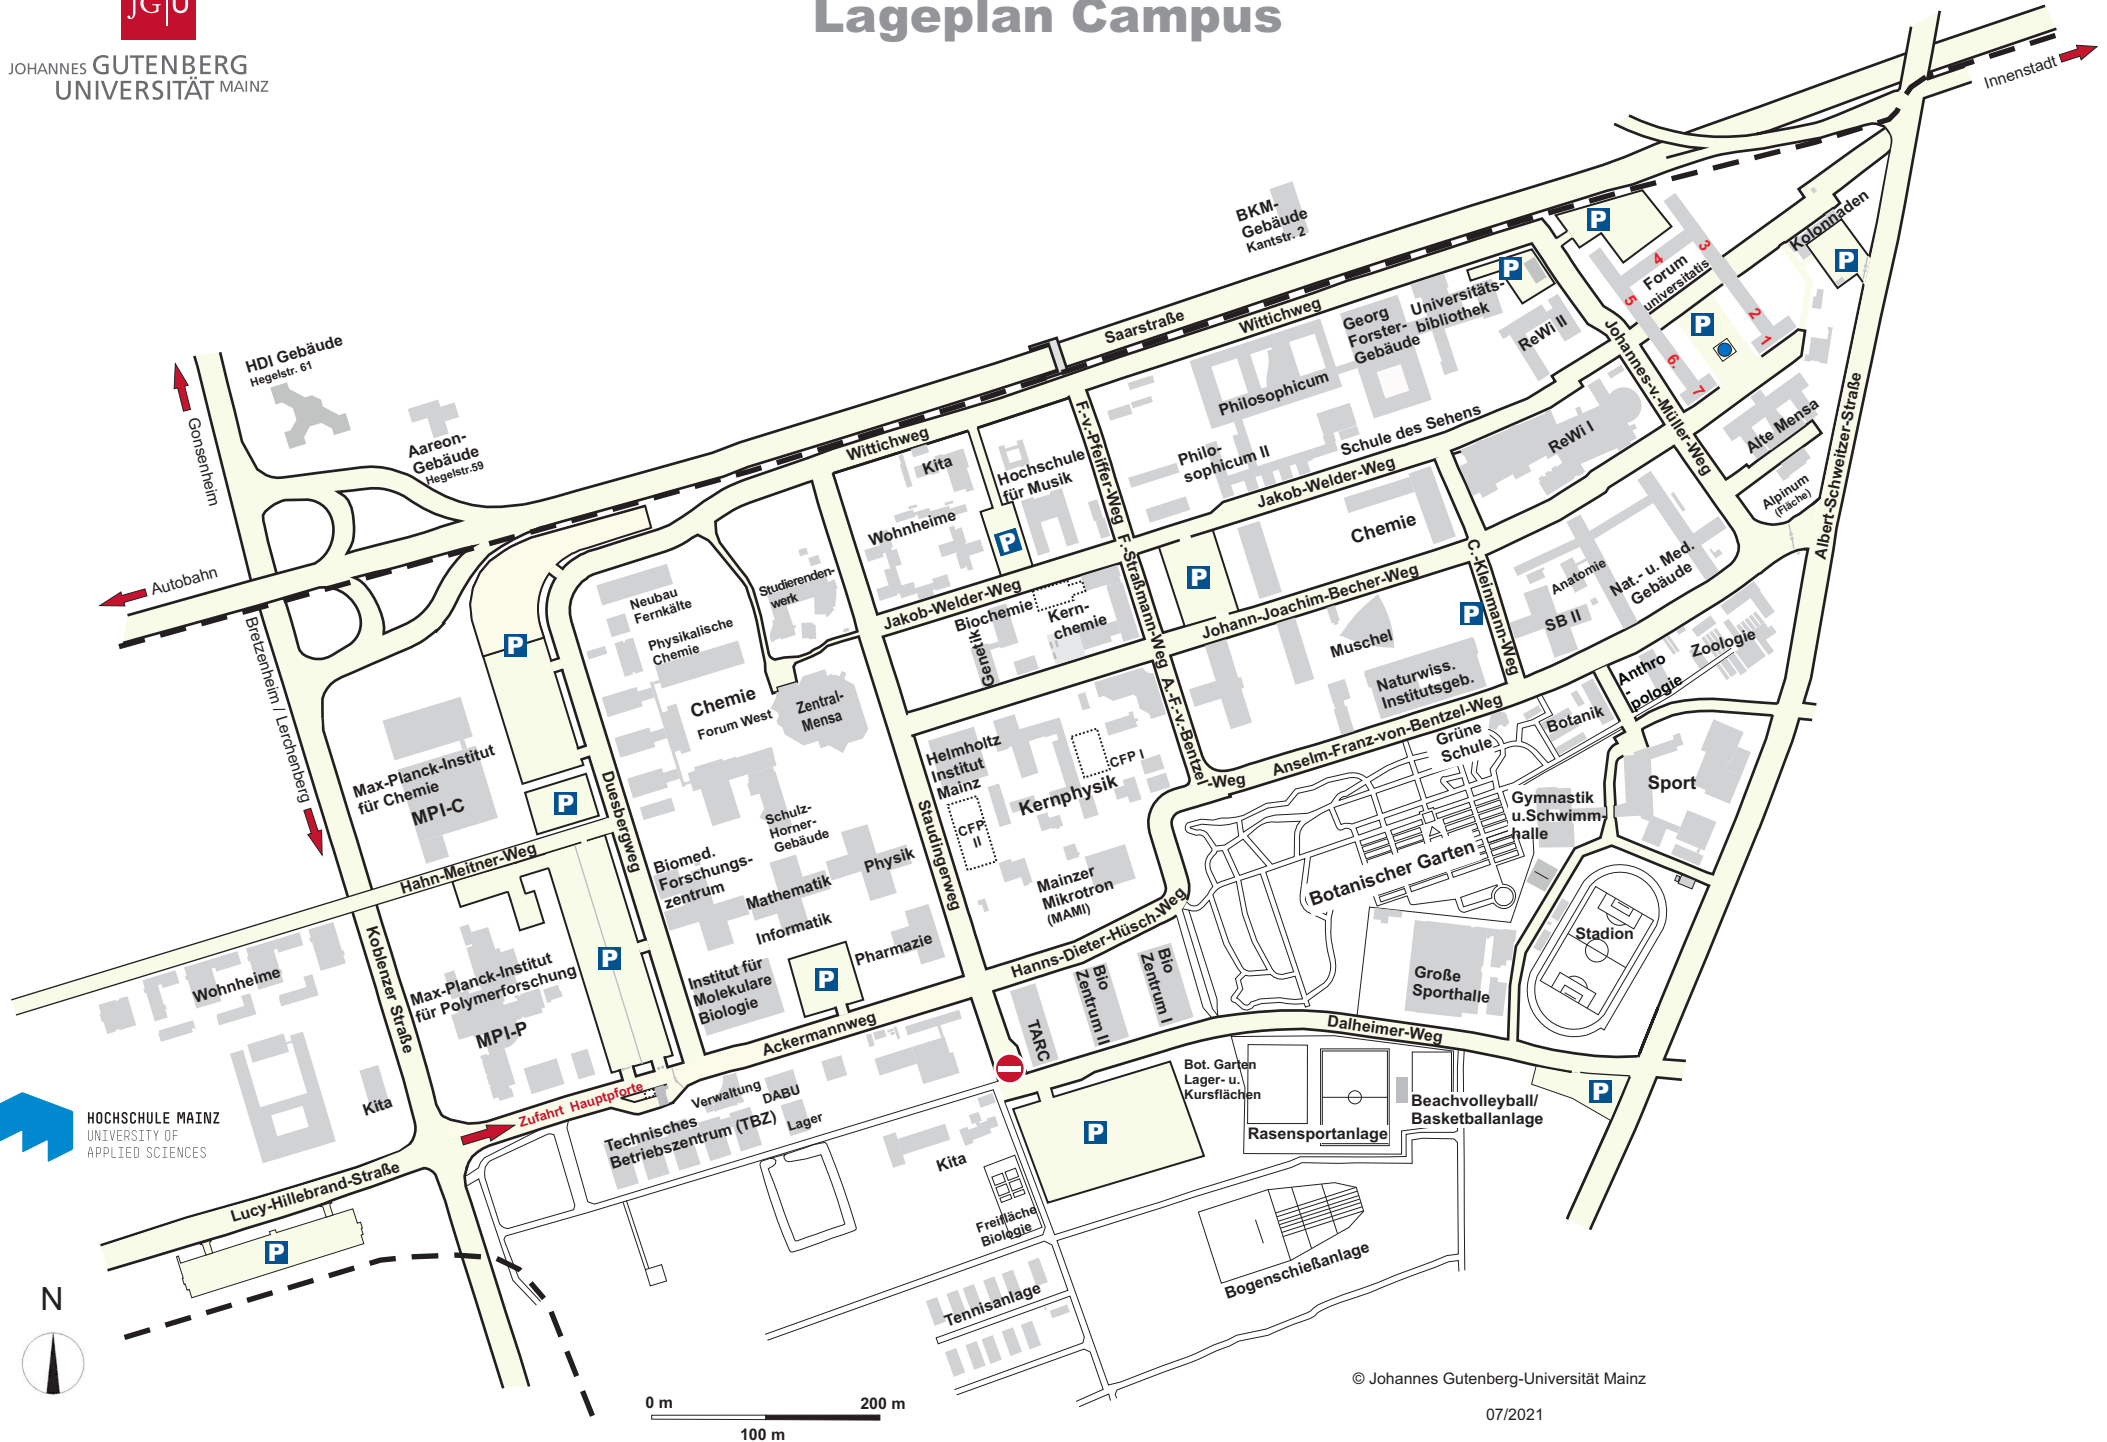 JG|U
JOHANNES GUTENBERG
UNIVERSITÄT MAINZ
Lageplan Campus
Innenstadt
BKM-
Gebäude
Kantstr. 2
Kolonnaden
P
P
3
4
Forum
universitatis
5
2
1
6.
7
P
P
Universitäts-
bibliothek
Georg
Forster-
Gebäude
ReWi II
Saarstraße
Wittichweg
Johannes-v.-Müller-Weg
Philosophicum
Philo-
sophicum II
Schule des Sehens
ReWi I
Alte Mensa
Alpinum
(Fläche)
Albert-Schweitzer-Straße
HDI Gebäude
Hegelstr. 61
Aareon-
Gebäude
Hegelstr.59
Gonsenheim
Autobahn
Bretzenheim / Lerchenberg
Wittichweg
Kita
Hochschule
für Musik
F.-v.-Pfeiffer-Weg
Wohnheime
P
Jakob-Welder-Weg
Chemie
C.-Kleinmann-Weg
Anatomie
Nat.- u. Med.
Gebäude
SB II
P
P
Johann-Joachim-Becher-Weg
F.-Straßmann-Weg
Jakob-Welder-Weg
Biochemie
Genetik
Kern-
chemie
Muschel
Naturwiss.
Institutsgeb.
Anthro
-
pologie
Zoologie
Botanik
Studierenden-
werk
Neubau
Fernkälte
Physikalische
Chemie
P
Chemie
Forum West
Zentral-
Mensa
A.-F.-v.-Bentzel
-Weg
Anselm-Franz-von-Bentzel-Weg
Grüne
Schule
Helmholtz
Institut
Mainz
CFP I
CFP
II
Kernphysik
Sport
Gymnastik
u.Schwimm-
halle
Max-Planck-Institut
für Chemie
MPI-C
P
Duesbergweg
Schulz-
Horner-
Gebäude
Staudingerweg
Hahn-Meitner-Weg
Biomed.
Forschungs-
zentrum
Physik
Mathematik
Informatik
Mainzer
Mikrotron
(MAMI)
Botanischer Garten
Hanns-Dieter-Hüsch-Weg
Stadion
Große
Sporthalle
Pharmazie
P
P
Institut für
Molekulare
Biologie
Koblenzer Straße
Wohnheime
Max-Planck-Institut
für Polymerforschung
MPI-P
Bio
Zentrum I
Bio
Zentrum II
TARC
Dalheimer-Weg
Ackermannweg
Zufahrt Hauptpforte
Verwaltung
DABU
Lager
Technisches
Betriebszentrum (TBZ)
Kita
HOCHSCHULE MAINZ
UNIVERSITY OF
APPLIED SCIENCES
Bot. Garten
Lager- u.
Kursflächen
P
P
Rasensportanlage
Beachvolleyball/
Basketballanlage
Kita
Lucy-Hillebrand-Straße
P
Freifläche
Biologie
Bogenschießanlage
Tennisanlage
N
0 m
200 m
100 m
© Johannes Gutenberg-Universität Mainz
07/2021